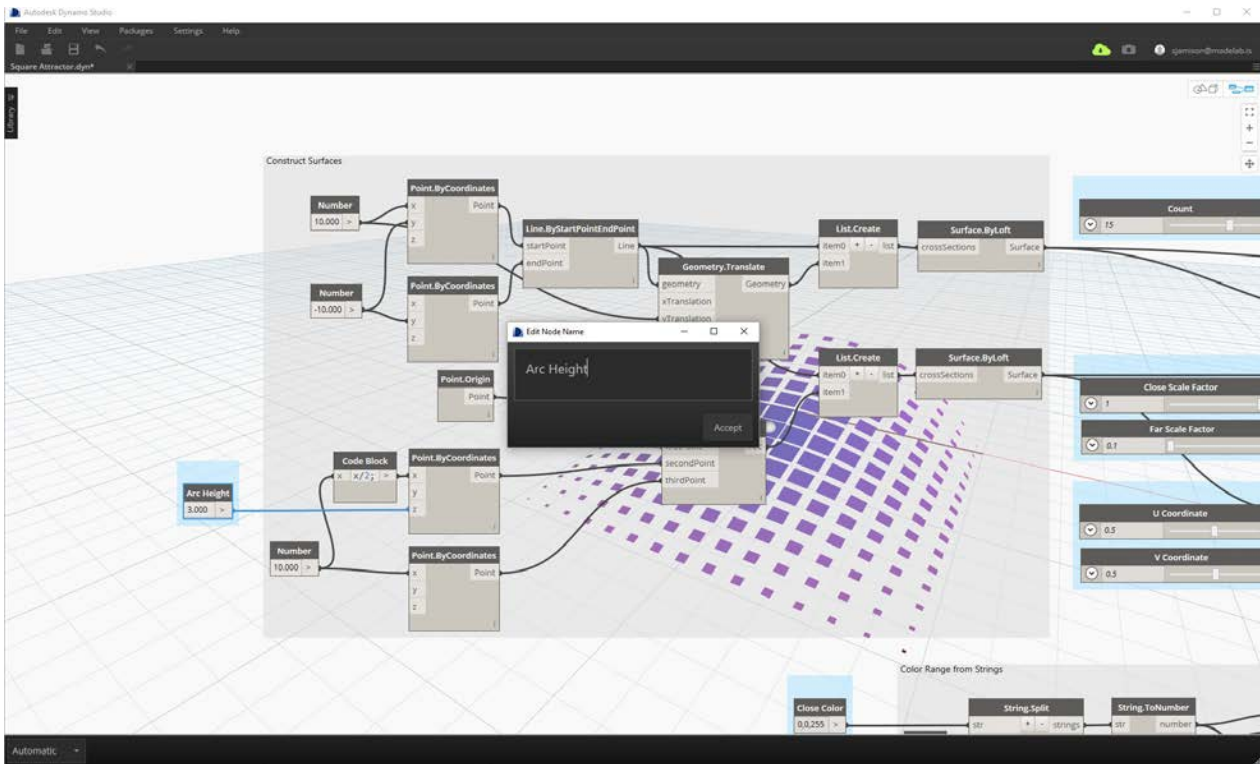 Autodesk Dynamo Studio
File Edit View Packages Settings Help
sjamison@modelab.is
Square Attractor.dyn*
Library
Construct Surfaces
Number
10.000 >
Point.ByCoordinates
x Point
y
z
Number
-10.000 >
Point.ByCoordinates
x Point
y
z
Line.ByStartPointEndPoint
startPoint Line
endPoint
Geometry.Translate
geometry Geometry
xTranslation
yTranslation
List.Create
item0 + - list
item1
Surface.ByLoft
crossSections Surface
Count
15
Edit Node Name
Arc Height
Accept
Point.Origin
Point
List.Create
item0 + - list
item1
Surface.ByLoft
crossSections Surface
Close Scale Factor
1
Far Scale Factor
0.1
secondPoint
thirdPoint
Code Block
x x/2; >
Point.ByCoordinates
x Point
y
z
Arc Height
3.000 >
Number
10.000 >
Point.ByCoordinates
x Point
y
z
U Coordinate
0.5
V Coordinate
0.5
Color Range from Strings
Close Color
0,0,255 >
String.Split
str + - strings
String.ToNumber
str number
Automatic